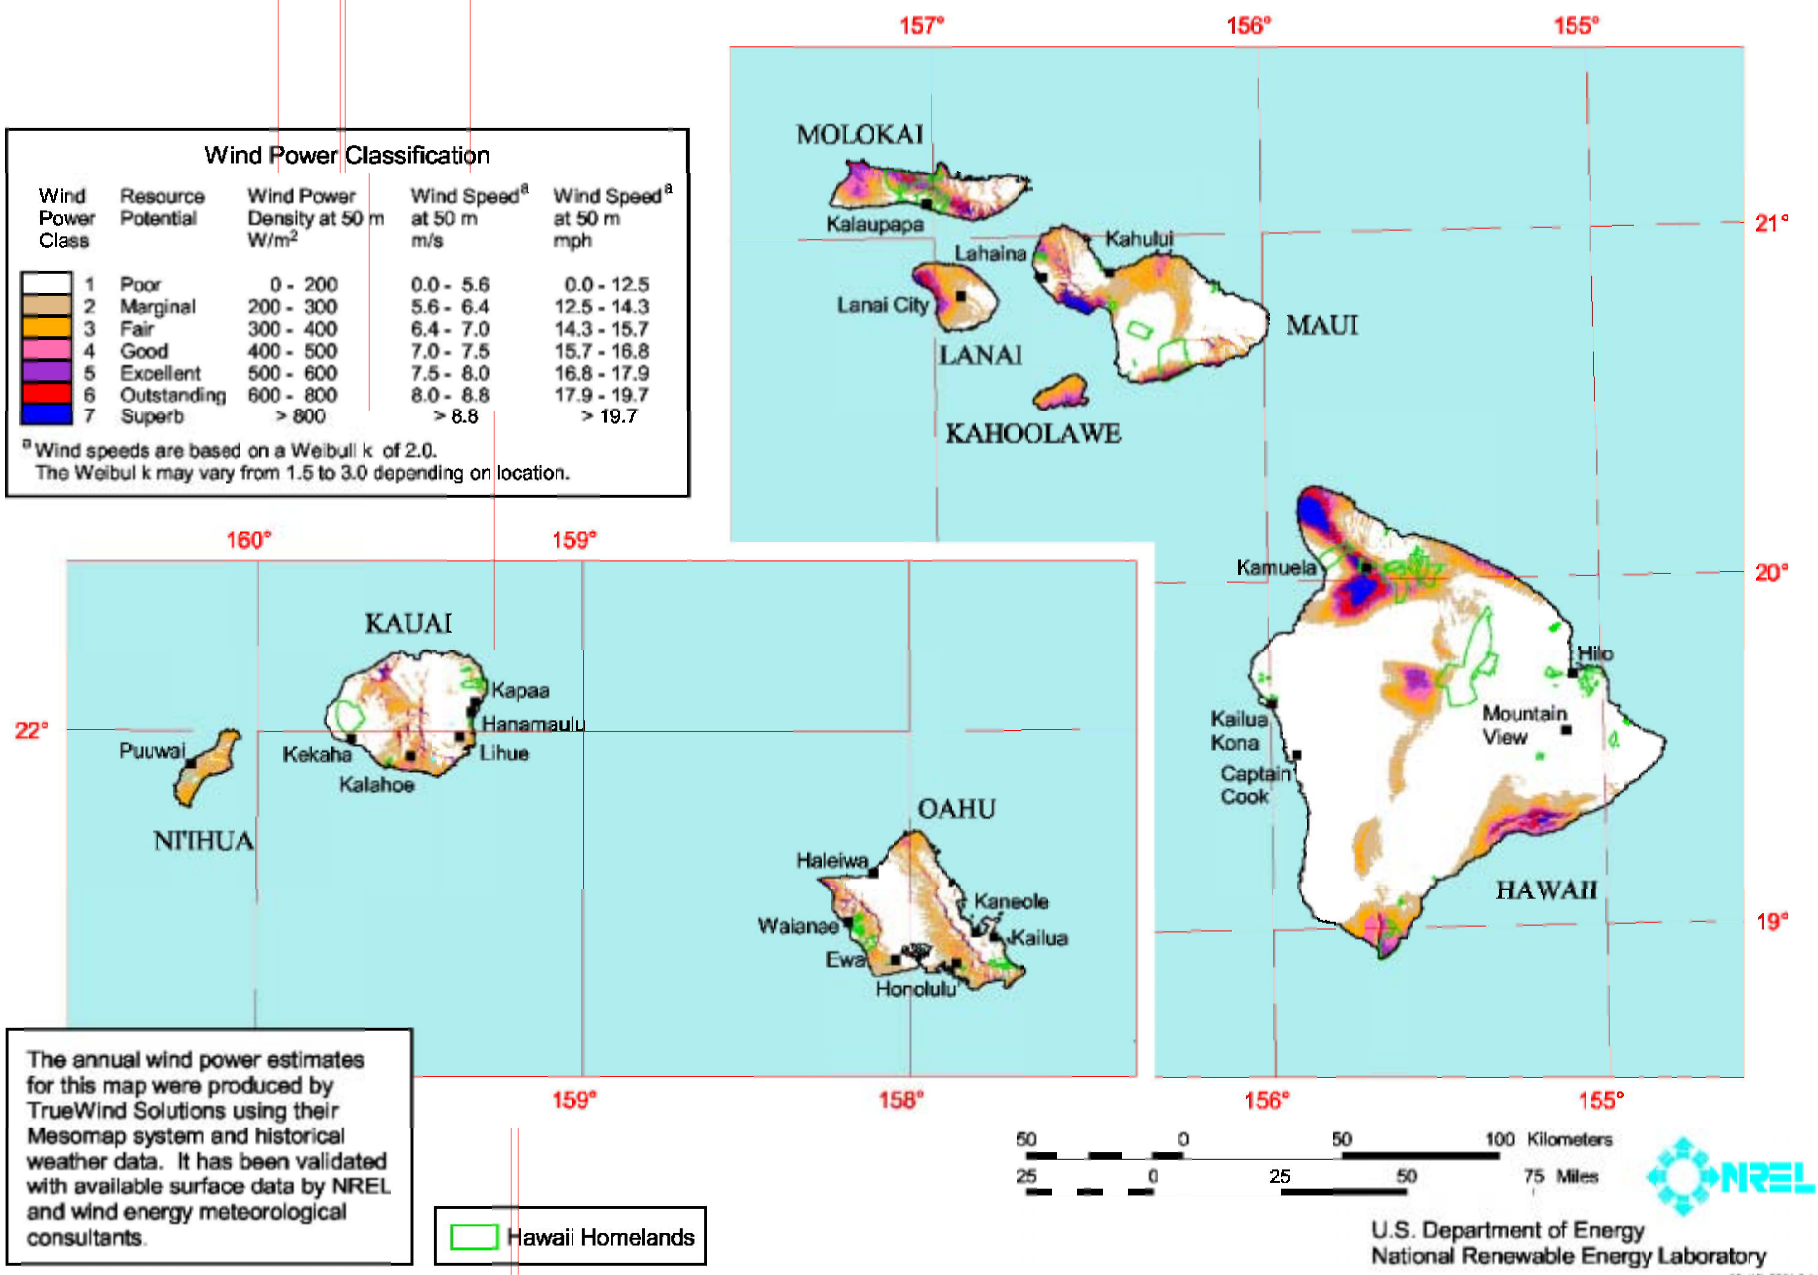 157° 156° 155°
Wind Power Classification
Wind Resource Wind Power Wind Speed a Wind Speed a
Power Potential Density at 50 m at 50 m at 50 m
Class W/m2 m/s mph
1 Poor 0 - 200 0.0 - 5.6 0.0 - 12.5
2 Marginal 200 - 300 5.6 - 6.4 12.5 - 14.3
3 Fair 300 - 400 6.4 - 7.0 14.3 - 15.7
4 Good 400 - 500 7.0 - 7.5 15.7 - 16.8
5 Excellent 500 - 600 7.5 - 8.0 16.8 - 17.9
6 Outstanding 600 - 800 8.0 - 8.8 17.9 - 19.7
7 Superb > 800 > 8.8 > 19.7
a Wind speeds are based on a Weibull k of 2.0.
The Weibul k may vary from 1.5 to 3.0 depending on location.
MOLOKAI
Kalaupapa
21°
Lahaina
Kahului
Lanai City
MAUI
LANAI
KAHOOLAWE
160° 159°
Kamuela
20°
KAUAI
Kapaa
Hanamaulu
Lihue
Kekaha
Kalahoe
22°
Puuwai
NI'IHUA
Hilo
Kailua
Kona
Mountain
View
Captain
Cook
OAHU
Haleiwa
Kaneole
Waianae
Kailua
Ewa
Honolulu
HAWAII
19°
159° 158° 156° 155°
The annual wind power estimates
for this map were produced by
TrueWind Solutions using their
Mesomap system and historical
weather data. It has been validated
with available surface data by NREL
and wind energy meteorological
consultants.
Hawaii Homelands
50 0 50 100 Kilometers
25 0 25 50 75 Miles
NREL
U.S. Department of Energy
National Renewable Energy Laboratory